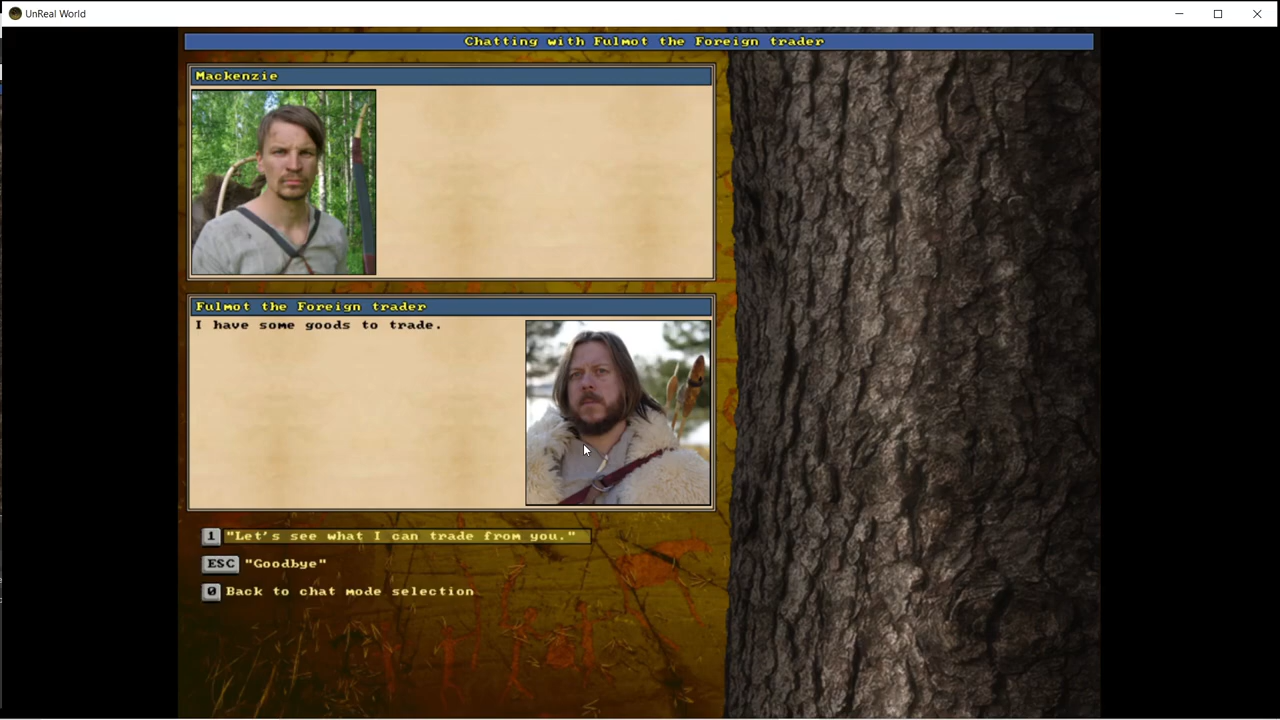 UnReal World
Chatting with Fulmot the Foreign trader
Mackenzie
Fulmot the Foreign trader
I have some goods to trade.
1 "Let's see what I can trade from you."
ESC "Goodbye"
0 Back to chat mode selection